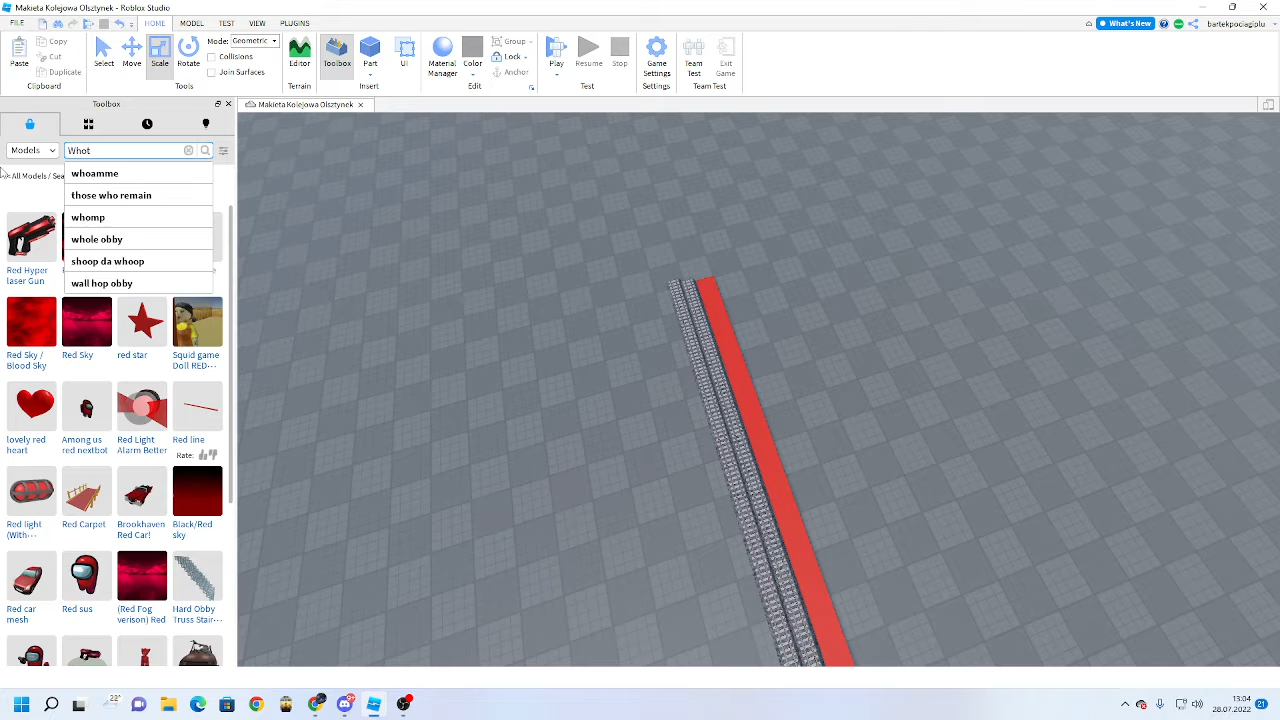 Makieta Kolejowa Olsztynek - Roblox Studio
FILE HOME MODEL TEST VIEW PLUGINS What's New bartekpociagiplu
Paste Copy Cut Duplicate Select Move Scale Rotate Mode: Geometric Collisions Join Surfaces Editor Toolbox Part UI Material Manager Color Group Lock Anchor Play Resume Stop Game Settings Team Test Exit Game
Clipboard Tools Terrain Insert Edit Test Settings Team Test
Toolbox Makieta Kolejowa Olsztynek
Models Whot
All Models / Sea
whoamme
those who remain
whomp
whole obby
shoop da whoop
wall hop obby
Red Hyper laser Gun
Red Sky / Blood Sky
Red Sky
red star
Squid game Doll RED...
lovely red heart
Among us red nextbot
Red Light Alarm Better
Red line
Rate:
Red light (With...
Red Carpet
Brookhaven Red Car!
Black/Red sky
Red car mesh
Red sus
(Red Fog verison) Red
Hard Obby Truss Stair...
22°
13:04
28.07.2022
21